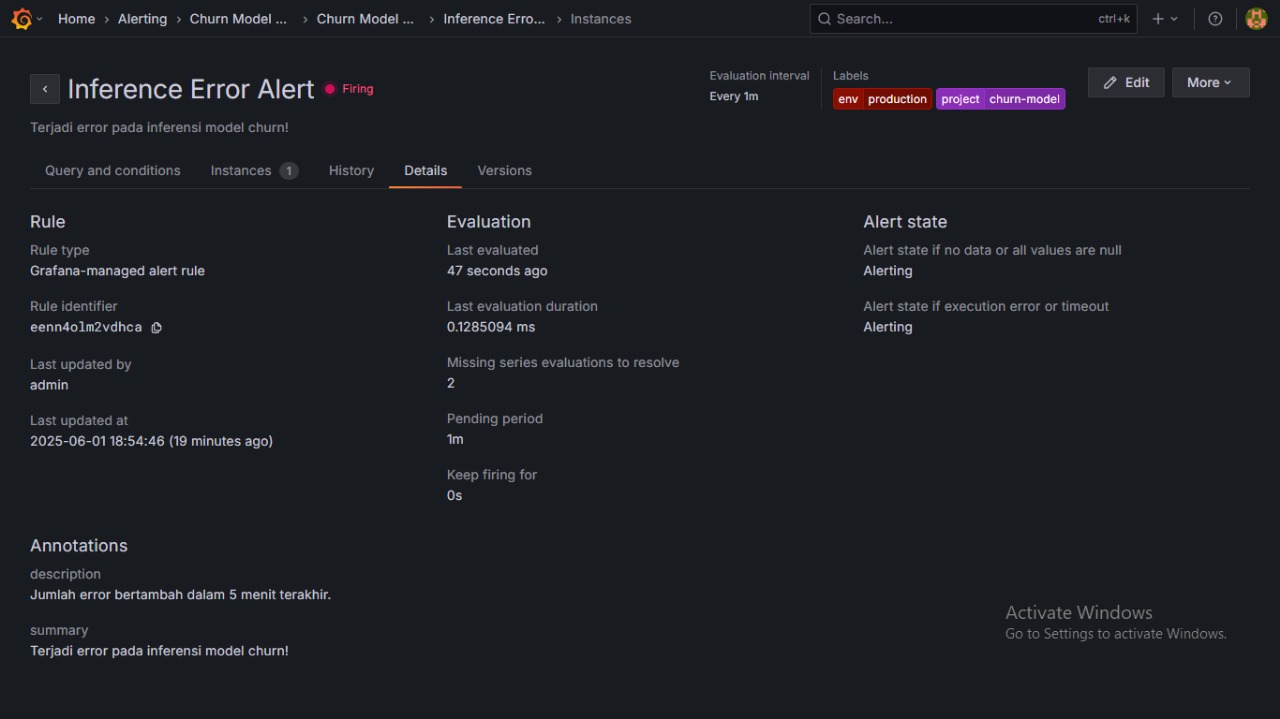 Home › Alerting › Churn Model ... › Churn Model ... › Inference Erro... › Instances
Search... ctrl+k
Inference Error Alert Firing
Evaluation interval
Every 1m
Labels
env production project churn-model
Edit More
Terjadi error pada inferensi model churn!
Query and conditions Instances 1 History Details Versions
Rule
Rule type
Grafana-managed alert rule
Rule identifier
eenn4olm2vdhca
Last updated by
admin
Last updated at
2025-06-01 18:54:46 (19 minutes ago)
Evaluation
Last evaluated
47 seconds ago
Last evaluation duration
0.1285094 ms
Missing series evaluations to resolve
2
Pending period
1m
Keep firing for
0s
Alert state
Alert state if no data or all values are null
Alerting
Alert state if execution error or timeout
Alerting
Annotations
description
Jumlah error bertambah dalam 5 menit terakhir.
summary
Terjadi error pada inferensi model churn!
Activate Windows
Go to Settings to activate Windows.